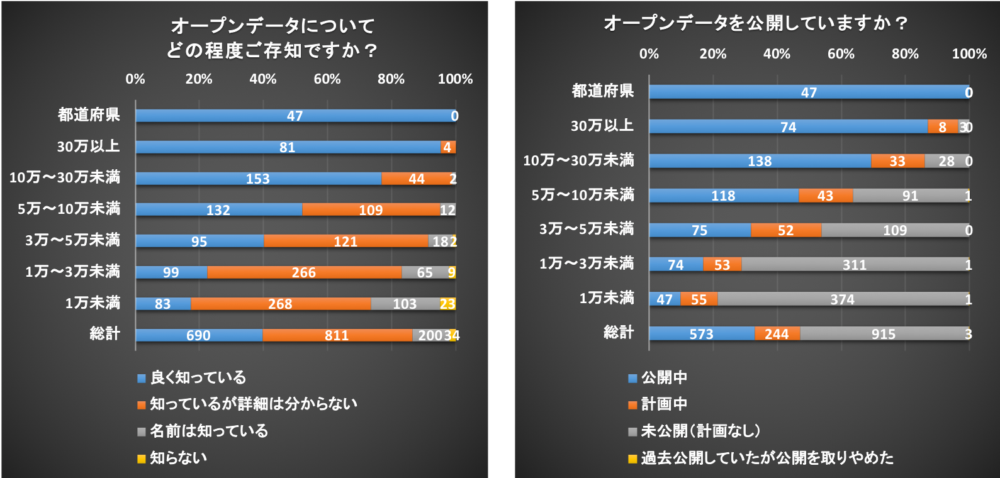 オープンデータについて
どの程度ご存知ですか？
0% 20% 40% 60% 80% 100%
都道府県 47 0
30万以上 81 4
10万～30万未満 153 44 2
5万～10万未満 132 109 12
3万～5万未満 95 121 18 2
1万～3万未満 99 266 65 9
1万未満 83 268 103 23
総計 690 811 200 34
良く知っている
知っているが詳細は分からない
名前は知っている
知らない
オープンデータを公開していますか？
0% 20% 40% 60% 80% 100%
都道府県 47 0
30万以上 74 8 3 0
10万～30万未満 138 33 28 0
5万～10万未満 118 43 91 1
3万～5万未満 75 52 109 0
1万～3万未満 74 53 311 1
1万未満 47 55 374 1
総計 573 244 915 3
公開中
計画中
未公開（計画なし）
過去公開していたが公開を取りやめた